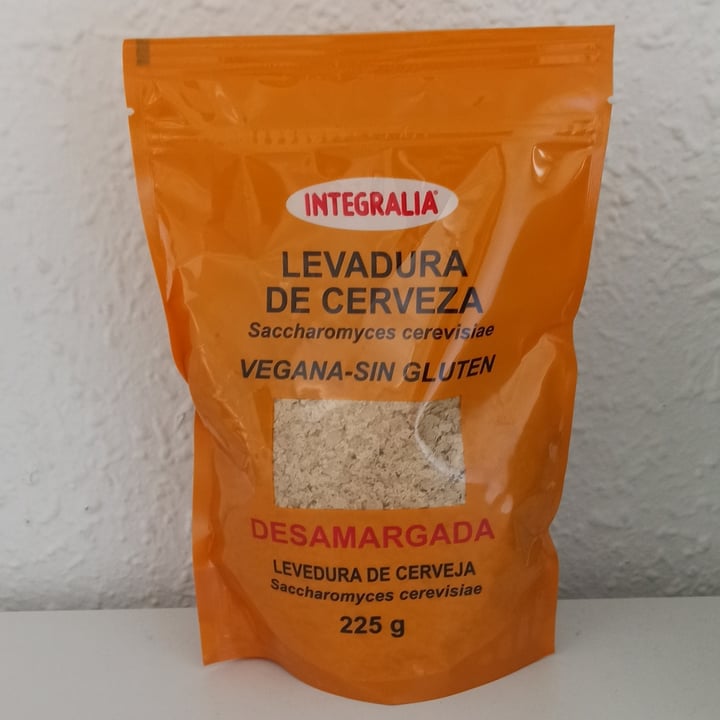 INTEGRALIA®
LEVADURA
DE CERVEZA
Saccharomyces cerevisiae
VEGANA-SIN GLUTEN
DESAMARGADA
LEVEDURA DE CERVEJA
Saccharomyces cerevisiae
225 g